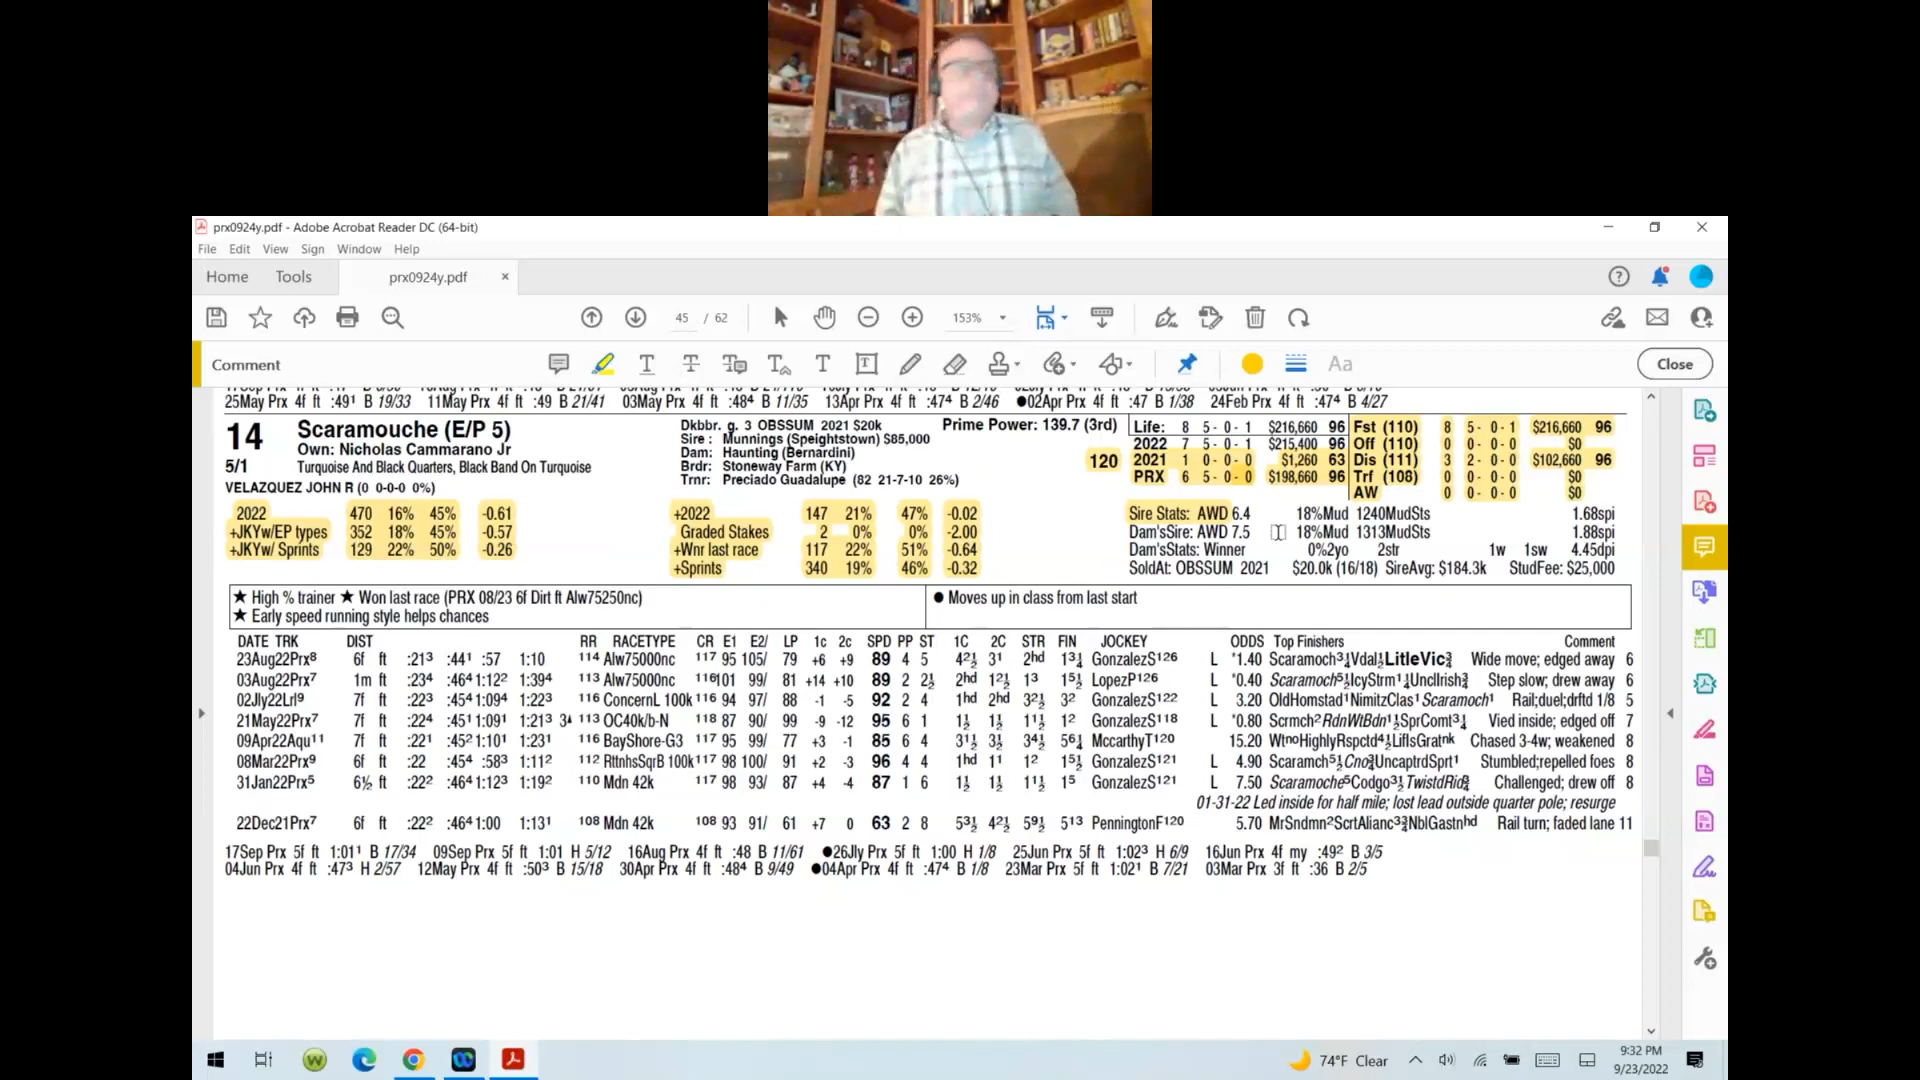 prx0924y.pdf - Adobe Acrobat Reader DC (64-bit)
File Edit View Sign Window Help
Home Tools prx0924y.pdf ×
45 / 62 153%
Comment Close
25May Prx 4f ft :49¹ B 19/33 11May Prx 4f ft :49 B 21/41 03May Prx 4f ft :48⁴ B 11/35 13Apr Prx 4f ft :47⁴ B 2/46 ●02Apr Prx 4f ft :47 B 1/38 24Feb Prx 4f ft :47⁴ B 4/27
14 Scaramouche (E/P 5)
Own: Nicholas Cammarano Jr
5/1 Turquoise And Black Quarters, Black Band On Turquoise
VELAZQUEZ JOHN R (0 0-0-0 0%)
Dkbbr. g. 3 OBSSUM 2021 $20k
Sire : Munnings (Speightstown) $85,000
Dam: Haunting (Bernardini)
Brdr: Stoneway Farm (KY)
Trnr: Preciado Guadalupe (82 21-7-10 26%)
Prime Power: 139.7 (3rd)
120
Life: 8 5- 0- 1 $216,660 96
2022 7 5- 0- 1 $215,400 96
2021 1 0- 0- 0 $1,260 63
PRX 6 5- 0- 0 $198,660 96
Fst (110) 8 5- 0- 1 $216,660 96
Off (110) 0 0- 0- 0 $0
Dis (111) 3 2- 0- 0 $102,660 96
Trf (108) 0 0- 0- 0 $0
AW 0 0- 0- 0 $0
2022 470 16% 45% -0.61
+JKYw/EP types 352 18% 45% -0.57
+JKYw/ Sprints 129 22% 50% -0.26
+2022 147 21% 47% -0.02
Graded Stakes 2 0% 0% -2.00
+Wnr last race 117 22% 51% -0.64
+Sprints 340 19% 46% -0.32
Sire Stats: AWD 6.4 18%Mud 1240MudSts 1.68spi
Dam'sSire: AWD 7.5 18%Mud 1313MudSts 1.88spi
Dam'sStats: Winner 0%2yo 2str 1w 1sw 4.45dpi
SoldAt: OBSSUM 2021 $20.0k (16/18) SireAvg: $184.3k StudFee: $25,000
★ High % trainer ★ Won last race (PRX 08/23 6f Dirt ft Alw75250nc)
★ Early speed running style helps chances
● Moves up in class from last start
DATE TRK DIST RR RACETYPE CR E1 E2/ LP 1c 2c SPD PP ST 1C 2C STR FIN JOCKEY ODDS Top Finishers Comment
23Aug22Prx⁸ 6f ft :21³ :44¹ :57 1:10 114 Alw75000nc 117 95 105/ 79 +6 +9 89 4 5 4²½ 3¹ 2hd 1³¼ GonzalezS126 L *1.40 Scaramoch³¼Vdal½LitleVic¾ Wide move; edged away 6
03Aug22Prx⁷ 1m ft :23⁴ :46⁴ 1:12² 1:39⁴ 113 Alw75000nc 116 101 99/ 81 +14 +10 89 2 2½ 2hd 1²½ 1³ 1⁵½ LopezP126 L *0.40 Scaramoch⁵½IcyStrm¹¼UnclIrish¾ Step slow; drew away 6
02Jly22Lrl⁹ 7f ft :22³ :45⁴ 1:09⁴ 1:22³ 116 ConcernL 100k 116 94 97/ 88 -1 -5 92 2 4 1hd 2hd 3²½ 3² GonzalezS122 L 3.20 OldHomstad¹NimitzClas¹Scaramoch¹ Rail;duel;drftd 1/8 5
21May22Prx⁷ 7f ft :22⁴ :45¹ 1:09¹ 1:21³ 3▲ 113 OC40k/b-N 118 87 90/ 99 -9 -12 95 6 1 1½ 1½ 1¹½ 1² GonzalezS118 L *0.80 Scrmch²RdnWtBdn¹½SprComt³¼ Vied inside; edged off 7
09Apr22Aqu¹¹ 7f ft :22¹ :45² 1:10¹ 1:23¹ 116 BayShore-G3 117 95 99/ 77 +3 -1 85 6 4 3¹½ 3½ 3⁴½ 5⁶¼ MccarthyT120 15.20 WtnoHighlyRspctd⁴½LiflsGratnk Chased 3-4w; weakened 8
08Mar22Prx⁹ 6f ft :22 :45⁴ :58³ 1:11² 112 RttnhsSqrB 100k 117 98 100/ 91 +2 -3 96 4 4 1hd 1¹ 1² 1⁵½ GonzalezS121 L 4.90 Scaramch⁵½Cno¾UncaptrdSprt¹ Stumbled;repelled foes 8
31Jan22Prx⁵ 6½ ft :22² :46⁴ 1:12³ 1:19² 110 Mdn 42k 117 98 93/ 87 +4 -4 87 1 6 1½ 1½ 1¹½ 1⁵ GonzalezS121 L 7.50 Scaramoche⁵Codgo³½TwistdRid¾ Challenged; drew off 8
01-31-22 Led inside for half mile; lost lead outside quarter pole; resurge
22Dec21Prx⁷ 6f ft :22² :46⁴ 1:00 1:13¹ 108 Mdn 42k 108 93 91/ 61 +7 0 63 2 8 5³½ 4²½ 5⁹½ 5¹³ PenningtonF120 5.70 MrSndmn²ScrtAlianc³¾NblGastnhd Rail turn; faded lane 11
17Sep Prx 5f ft 1:01¹ B 17/34 09Sep Prx 5f ft 1:01 H 5/12 16Aug Prx 4f ft :48 B 11/61 ●26Jly Prx 5f ft 1:00 H 1/8 25Jun Prx 5f ft 1:02³ H 6/9 16Jun Prx 4f my :49² B 3/5
04Jun Prx 4f ft :47³ H 2/57 12May Prx 4f ft :50³ B 15/18 30Apr Prx 4f ft :48⁴ B 9/49 ●04Apr Prx 4f ft :47⁴ B 1/8 23Mar Prx 5f ft 1:02¹ B 7/21 03Mar Prx 3f ft :36 B 2/5
74°F Clear
9:32 PM
9/23/2022